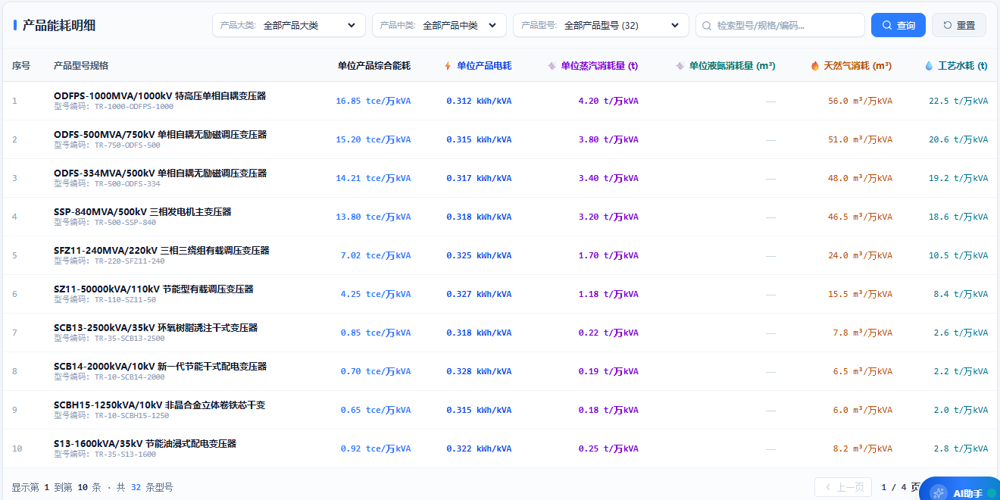 产品能耗明细 产品大类: 全部产品大类 产品中类: 全部产品中类 产品型号: 全部产品型号 (32) 检索型号/规格/编码... 查询 重置
序号 产品型号规格 单位产品综合能耗 单位产品电耗 单位蒸汽消耗量 (t) 单位液氮消耗量 (m³) 天然气消耗 (m³) 工艺水耗 (t)
1 ODFPS-1000MVA/1000kV 特高压单相自耦变压器 16.85 tce/万kVA 0.312 kWh/kVA 4.20 t/万kVA — 56.0 m³/万kVA 22.5 t/万kVA
型号编码: TR-1000-ODFPS-1000
2 ODFS-500MVA/750kV 单相自耦无励磁调压变压器 15.20 tce/万kVA 0.315 kWh/kVA 3.80 t/万kVA — 51.0 m³/万kVA 20.6 t/万kVA
型号编码: TR-750-ODFS-500
3 ODFS-334MVA/500kV 单相自耦无励磁调压变压器 14.21 tce/万kVA 0.317 kWh/kVA 3.40 t/万kVA — 48.0 m³/万kVA 19.2 t/万kVA
型号编码: TR-500-ODFS-334
4 SSP-840MVA/500kV 三相发电机主变压器 13.80 tce/万kVA 0.318 kWh/kVA 3.20 t/万kVA — 46.5 m³/万kVA 18.6 t/万kVA
型号编码: TR-500-SSP-840
5 SFZ11-240MVA/220kV 三相三绕组有载调压变压器 7.02 tce/万kVA 0.325 kWh/kVA 1.70 t/万kVA — 24.0 m³/万kVA 10.5 t/万kVA
型号编码: TR-220-SFZ11-240
6 SZ11-50000kVA/110kV 节能型有载调压变压器 4.25 tce/万kVA 0.327 kWh/kVA 1.18 t/万kVA — 15.5 m³/万kVA 8.4 t/万kVA
型号编码: TR-110-SZ11-50
7 SCB13-2500kVA/35kV 环氧树脂浇注干式变压器 0.85 tce/万kVA 0.318 kWh/kVA 0.22 t/万kVA — 7.8 m³/万kVA 2.6 t/万kVA
型号编码: TR-35-SCB13-2500
8 SCB14-2000kVA/10kV 新一代节能干式配电变压器 0.70 tce/万kVA 0.328 kWh/kVA 0.19 t/万kVA — 6.5 m³/万kVA 2.2 t/万kVA
型号编码: TR-10-SCB14-2000
9 SCBH15-1250kVA/10kV 非晶合金立体卷铁芯干变 0.65 tce/万kVA 0.315 kWh/kVA 0.18 t/万kVA — 6.0 m³/万kVA 2.0 t/万kVA
型号编码: TR-10-SCBH15-1250
10 S13-1600kVA/35kV 节能油浸式配电变压器 0.92 tce/万kVA 0.322 kWh/kVA 0.25 t/万kVA — 8.2 m³/万kVA 2.8 t/万kVA
型号编码: TR-35-S13-1600
显示第 1 到第 10 条 · 共 32 条型号 上一页 1 / 4 页 AI助手